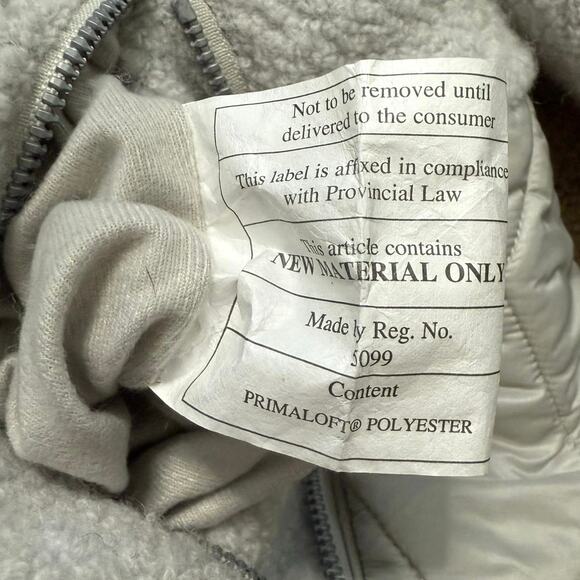 Not to be removed until
delivered to the consumer
This label is affixed in compliance
with Provincial Law
This article contains
NEW MATERIAL ONLY
Made by Reg. No.
5099
Content
PRIMALOFT® POLYESTER